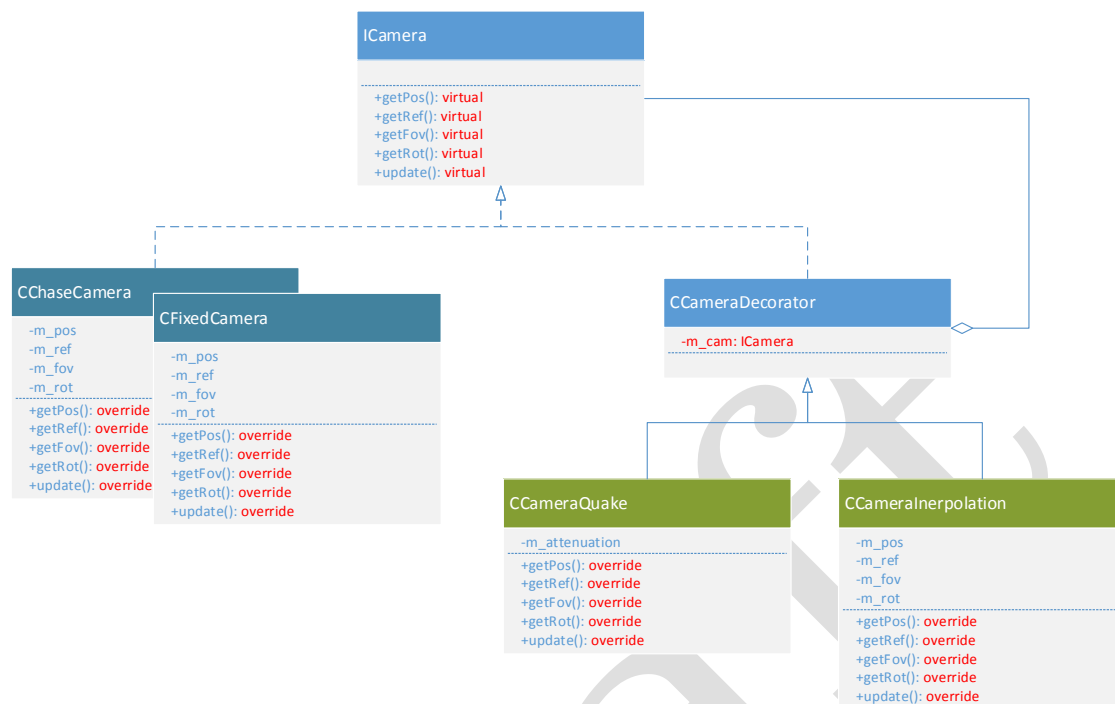 ICamera
+getPos(): virtual
+getRef(): virtual
+getFov(): virtual
+getRot(): virtual
+update(): virtual
CChaseCamera
-m_pos
-m_ref
-m_fov
-m_rot
+getPos(): override
+getRef(): override
+getFov(): override
+getRot(): override
+update(): override
CFixedCamera
-m_pos
-m_ref
-m_fov
-m_rot
+getPos(): override
+getRef(): override
+getFov(): override
+getRot(): override
+update(): override
CCameraDecorator
-m_cam: ICamera
CCameraQuake
-m_attenuation
+getPos(): override
+getRef(): override
+getFov(): override
+getRot(): override
+update(): override
CCameraInerpolation
-m_pos
-m_ref
-m_fov
-m_rot
+getPos(): override
+getRef(): override
+getFov(): override
+getRot(): override
+update(): override